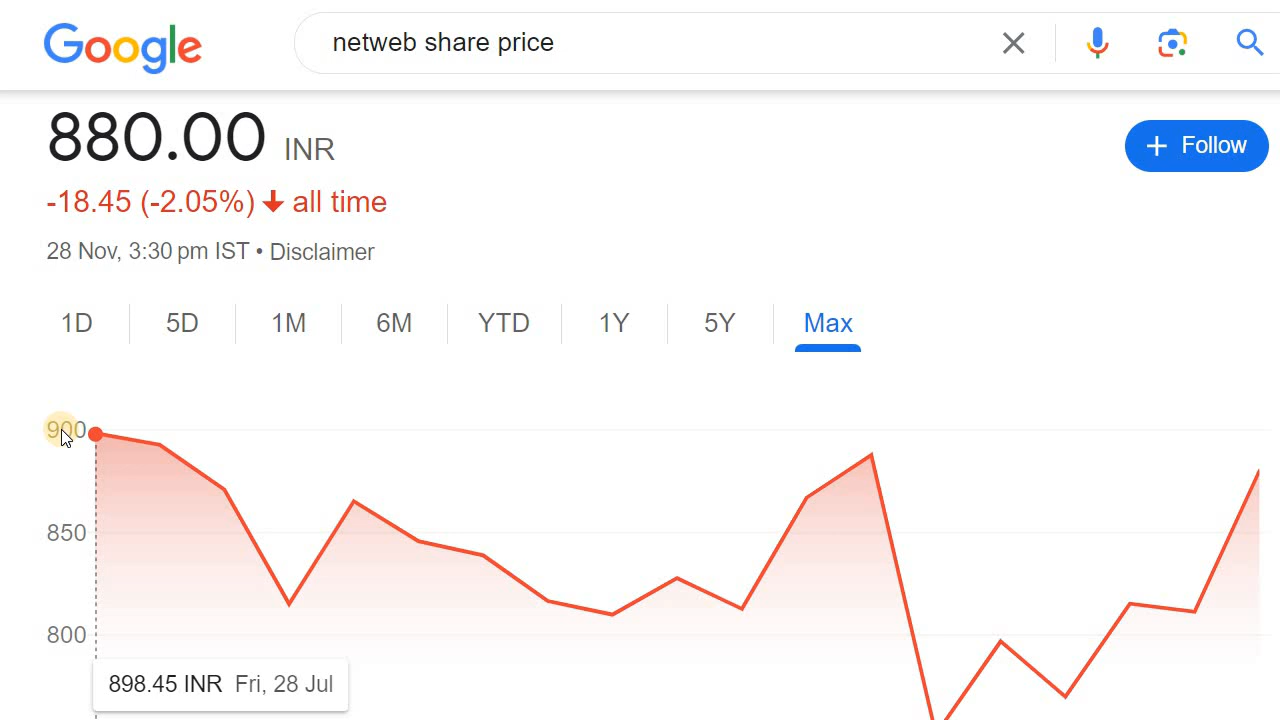 Google
netweb share price
880.00 INR
+ Follow
-18.45 (-2.05%) ↓ all time
28 Nov, 3:30 pm IST • Disclaimer
1D 5D 1M 6M YTD 1Y 5Y Max
900
850
800
898.45 INR Fri, 28 Jul